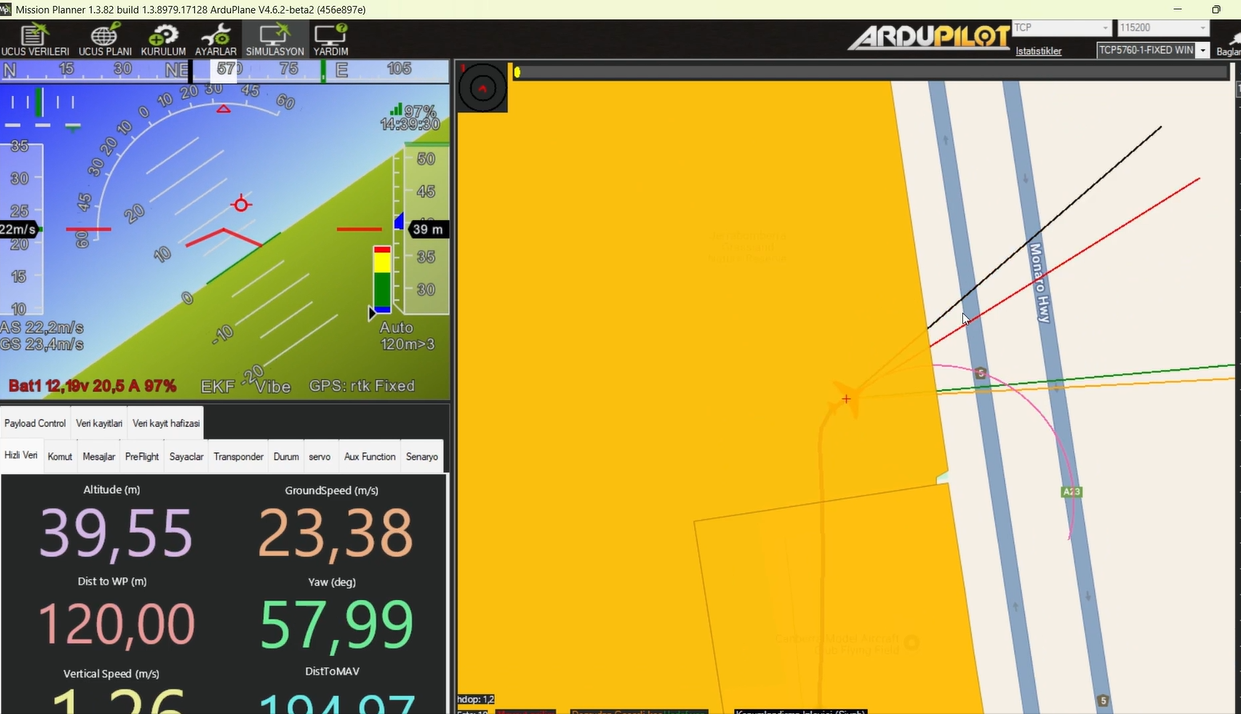 Mission Planner 1.3.82 build 1.3.8979.17128 ArduPlane V4.6.2-beta2 (456e897e)
UCUS VERILERI UCUS PLANI KURULUM AYARLAR SİMULASYON YARDIM
ARDUPILOT
TCP 115200
Istatistikler TCP5760-1-FIXED WIN Baglan
N 15 30 NE 570 75 E 105
60 45 30 20 10 0 10 20 30 45 60
97%
14:39:30
35 30 25 20 15 10
22m/s
50 45 35 30
39 m
20 10 0 -10 -20
AS 22,2m/s
GS 23,4m/s
Auto
120m>3
Bat1 12,19v 20,5 A 97% EKF Vibe GPS: rtk Fixed
Payload Control Veri kayitlari Veri kayit hafizasi
Hizli Veri Komut Mesajlar PreFlight Sayaclar Transponder Durum servo Aux Function Senaryo
Altitude (m) GroundSpeed (m/s)
39,55 23,38
Dist to WP (m) Yaw (deg)
120,00 57,99
Vertical Speed (m/s) DistToMAV
1,26 194,97
Monaro Hwy
5
A23
5
hdop: 1,2